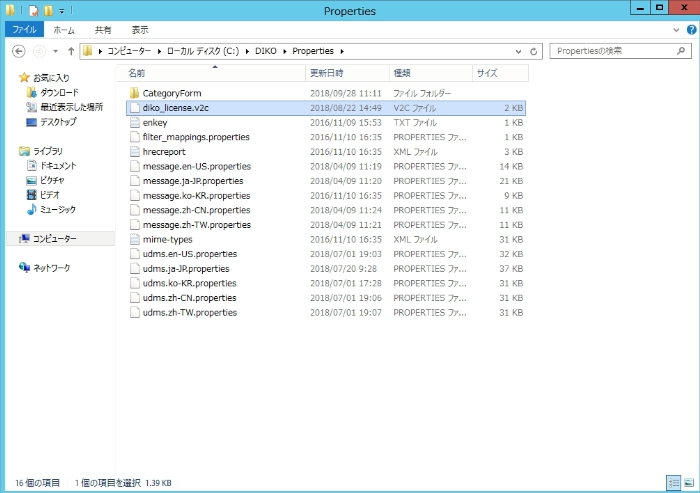 Properties
ファイル ホーム 共有 表示
コンピューター ▸ ローカル ディスク (C:) ▸ DIKO ▸ Properties ▸ Propertiesの検索
名前 更新日時 種類 サイズ
お気に入り
ダウンロード
最近表示した場所
デスクトップ
ライブラリ
ドキュメント
ピクチャ
ビデオ
ミュージック
コンピューター
ネットワーク
CategoryForm 2018/09/28 11:11 ファイル フォルダー
diko_license.v2c 2018/08/22 14:49 V2C ファイル 2 KB
enkey 2016/11/09 15:53 TXT ファイル 1 KB
filter_mappings.properties 2016/11/10 16:35 PROPERTIES ファ... 1 KB
hrecreport 2016/11/10 16:35 XML ファイル 3 KB
message.en-US.properties 2018/04/09 11:19 PROPERTIES ファ... 14 KB
message.ja-JP.properties 2018/04/09 11:20 PROPERTIES ファ... 21 KB
message.ko-KR.properties 2016/11/10 16:35 PROPERTIES ファ... 9 KB
message.zh-CN.properties 2018/04/09 11:24 PROPERTIES ファ... 11 KB
message.zh-TW.properties 2018/04/09 11:21 PROPERTIES ファ... 11 KB
mime-types 2016/11/10 16:35 XML ファイル 31 KB
udms.en-US.properties 2018/07/01 19:03 PROPERTIES ファ... 32 KB
udms.ja-JP.properties 2018/07/20 9:28 PROPERTIES ファ... 37 KB
udms.ko-KR.properties 2018/07/01 17:28 PROPERTIES ファ... 31 KB
udms.zh-CN.properties 2018/07/01 19:06 PROPERTIES ファ... 31 KB
udms.zh-TW.properties 2018/07/01 19:07 PROPERTIES ファ... 31 KB
16 個の項目 1 個の項目を選択 1.39 KB